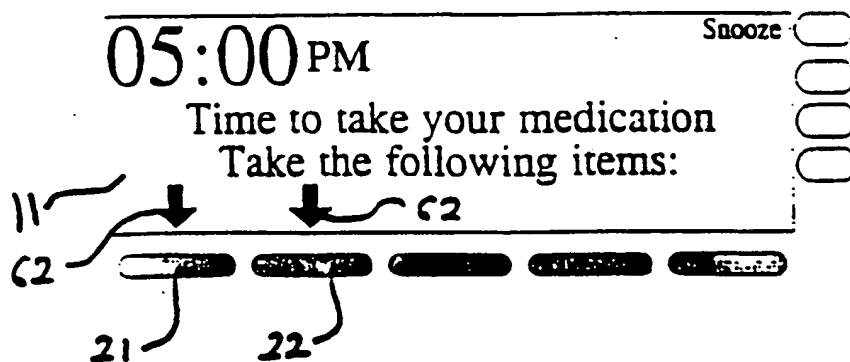 Snooze
05:00 PM
Time to take your medication
Take the following items:
11
62
62
21
22